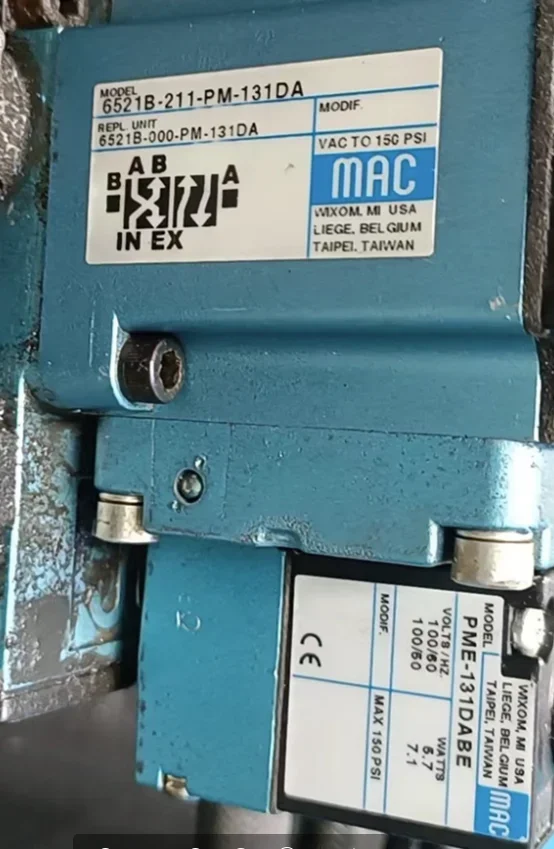 MODEL
6521B-211-PM-131DA
REPL. UNIT
6521B-000-PM-131DA
MODIF.
VAC TO 150 PSI
MAC
WIXOM, MI USA
LIEGE, BELGIUM
TAIPEI, TAIWAN
A B
B A
IN EX
MAC
WIXOM, MI USA
LIEGE, BELGIUM
TAIPEI, TAIWAN
MODEL
PME-131DABE
VOLTS/HZ. WATTS
100/60 5.7
100/50 7.1
MODIF. MAX 150 PSI
CE